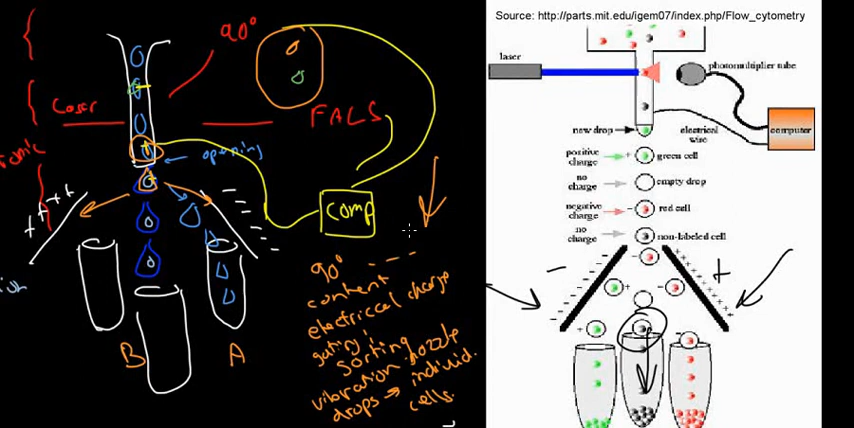 Source: http://parts.mit.edu/igem07/index.php/Flow_cytometry
90°
Laser
FALS
opening
comp
+ + + +
B
A
90° - - -
content
electrical charge
gating!
Sorting
vibration nozzle
drops → individ.
cells.
laser
photomultiplier tube
new drop
electrical
wire
computer
positive
charge
+
green cell
no
charge
empty drop
negative
charge
-
red cell
no
charge
non-labeled cell